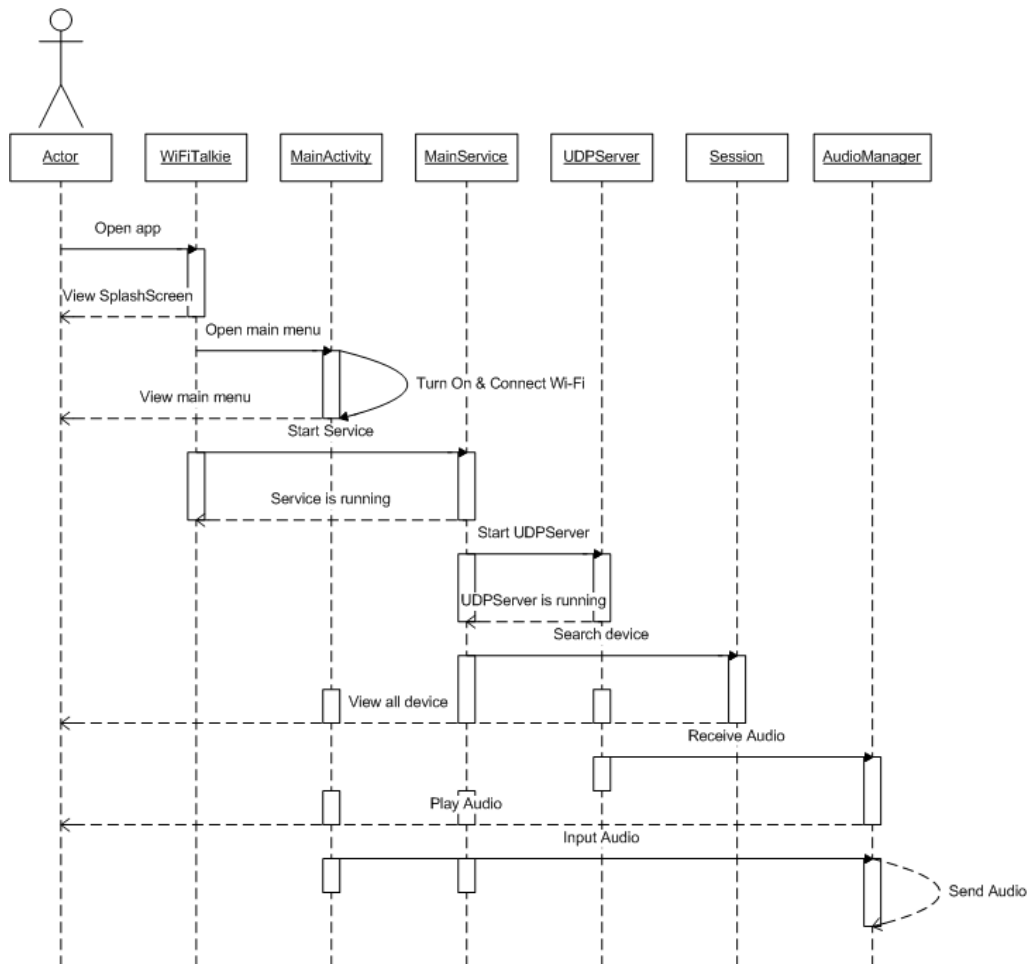 Actor
WiFiTalkie
MainActivity
MainService
UDPServer
Session
AudioManager
Open app
View SplashScreen
Open main menu
Turn On & Connect Wi-Fi
View main menu
Start Service
Service is running
Start UDPServer
UDPServer is running
Search device
View all device
Receive Audio
Play Audio
Input Audio
Send Audio